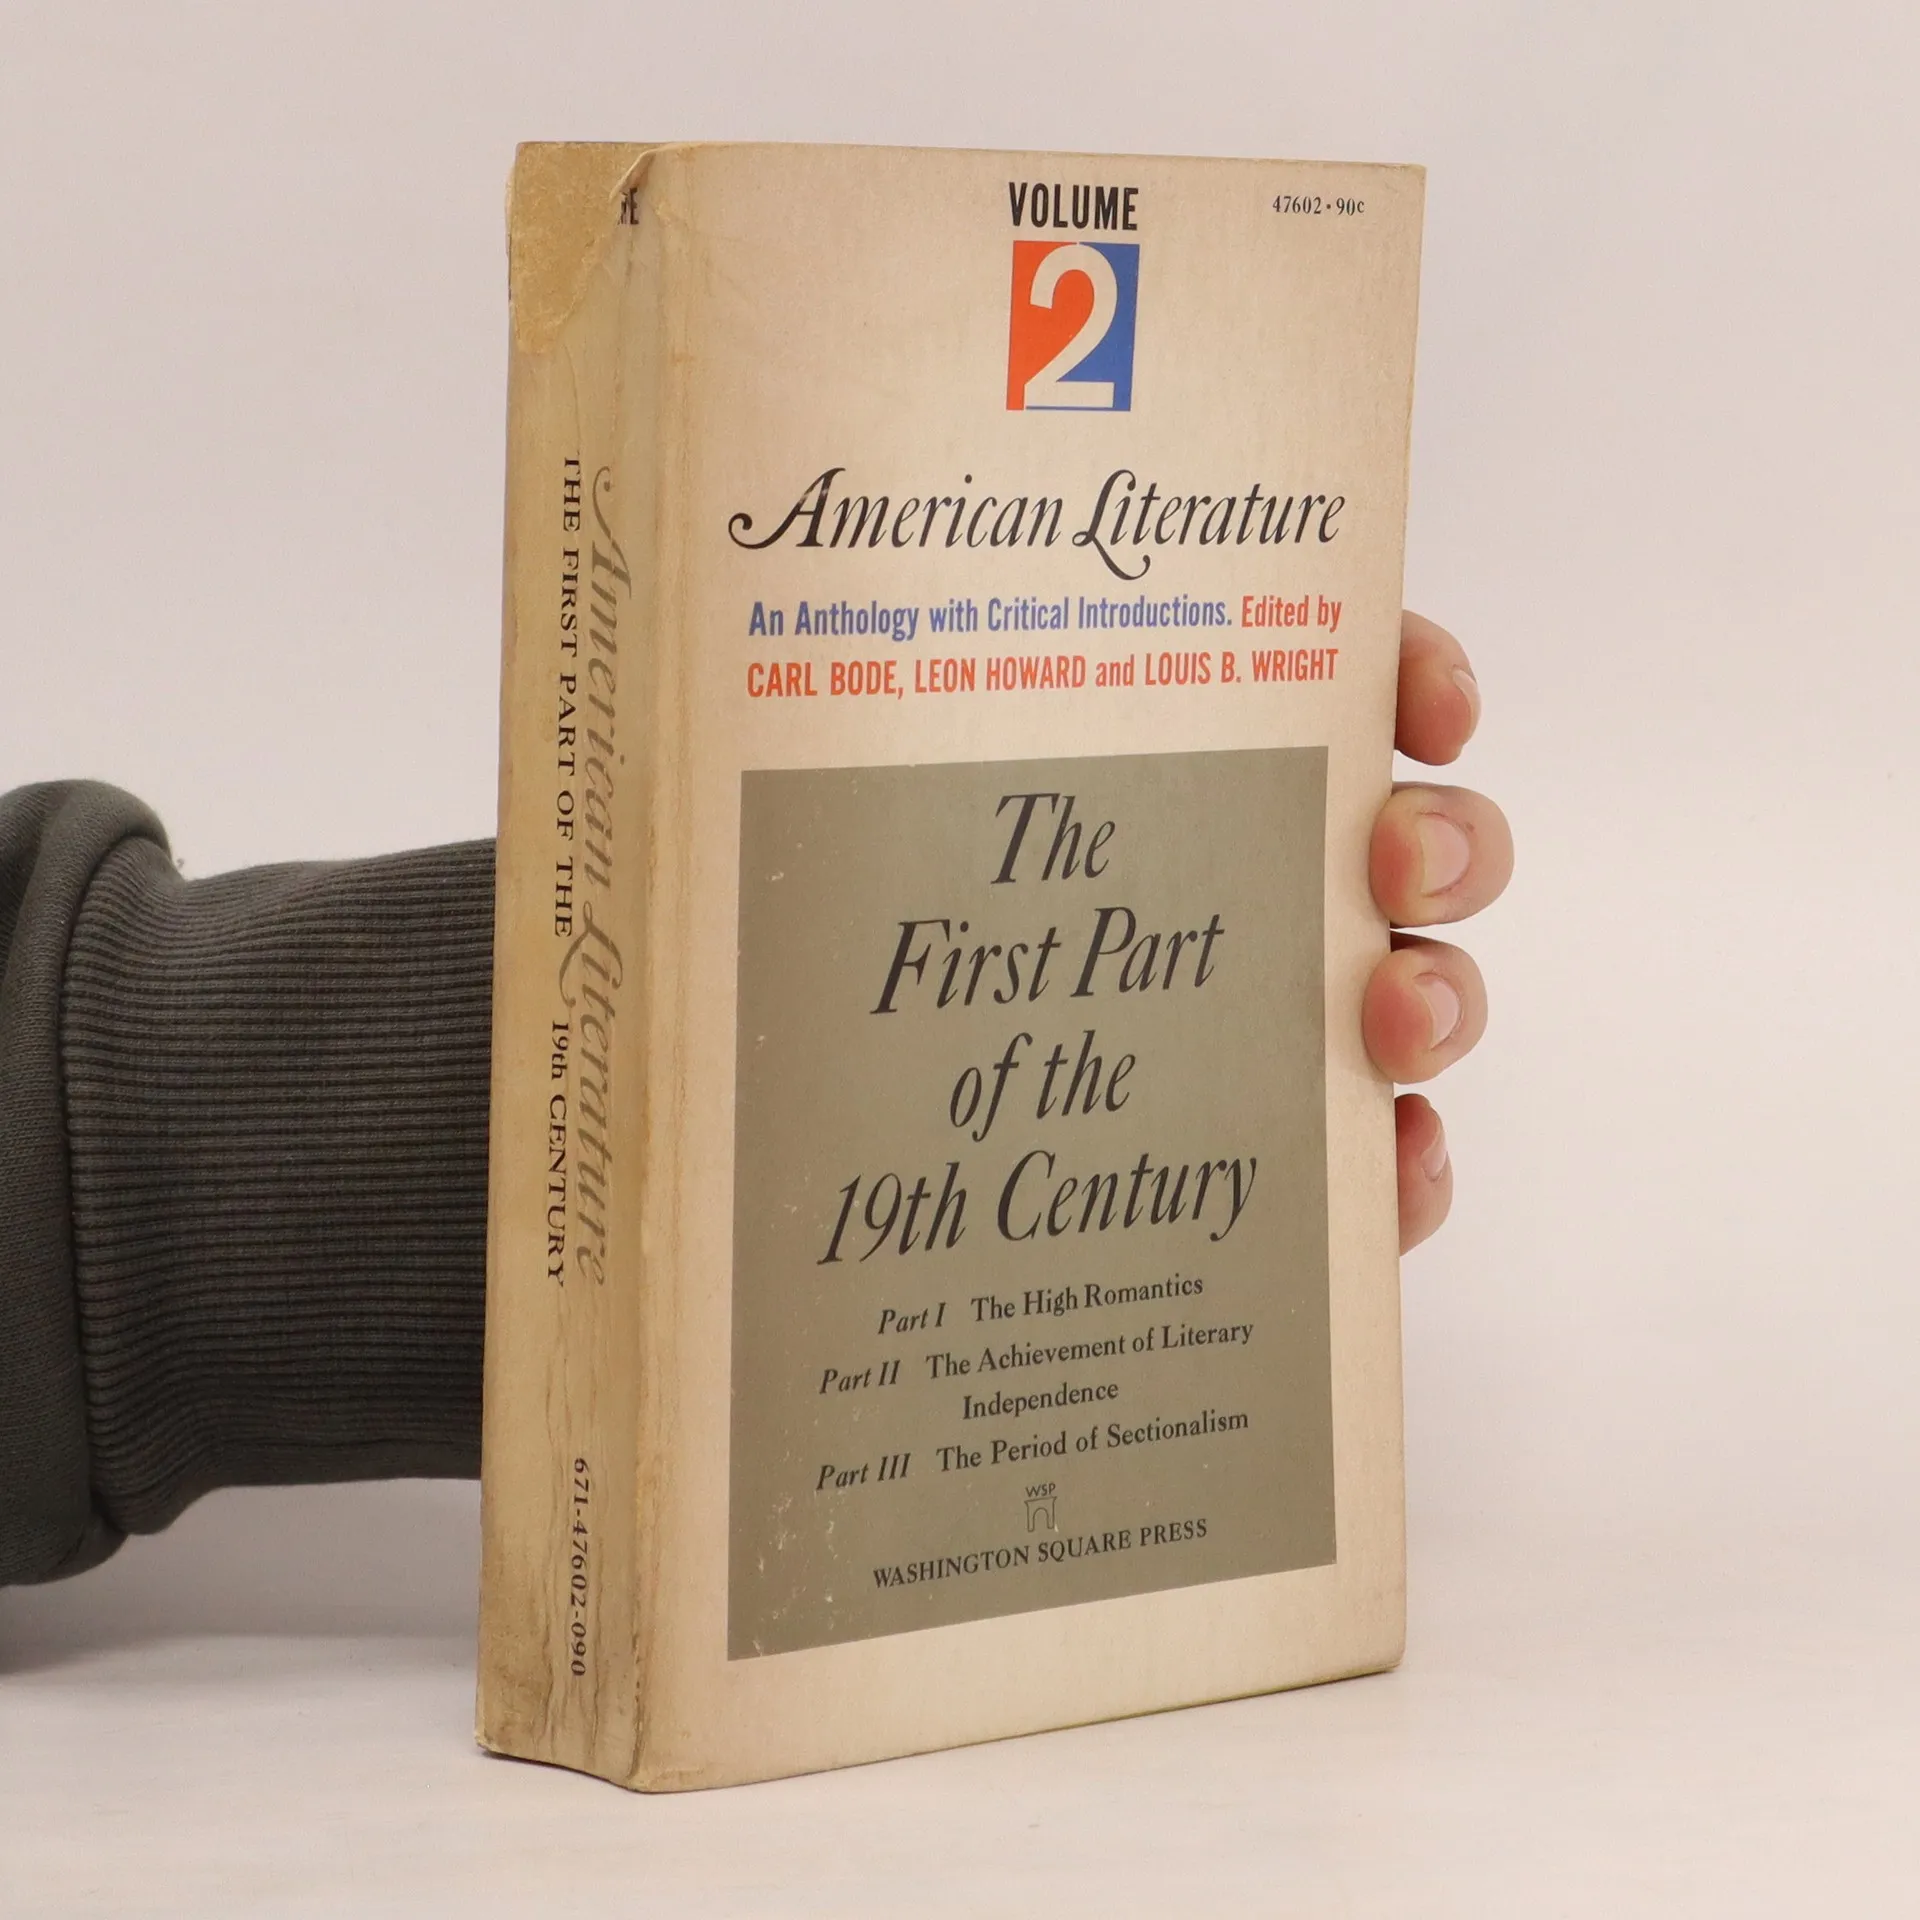 VOLUME
2
47602•90c
American Literature
An Anthology with Critical Introductions. Edited by
CARL BODE, LEON HOWARD and LOUIS B. WRIGHT
The
First Part
of the
19th Century
Part I The High Romantics
Part II The Achievement of Literary
Independence
Part III The Period of Sectionalism
WSP
WASHINGTON SQUARE PRESS
American Literature
THE FIRST PART OF THE 19th CENTURY
671-47602-090